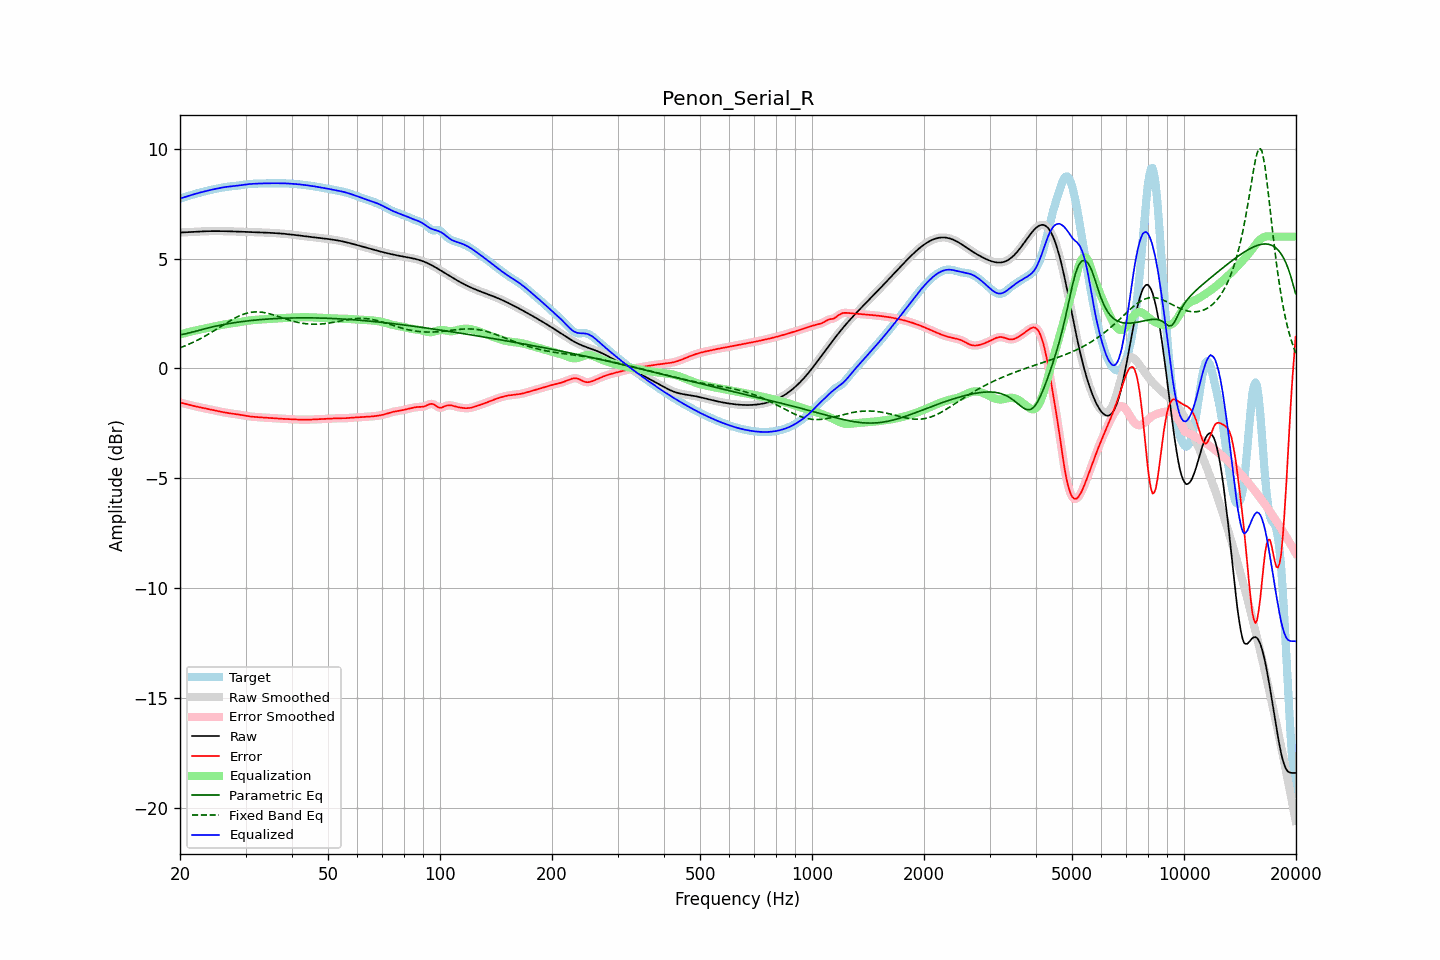 Penon_Serial_R
Amplitude (dBr)
10
5
0
−5
−10
−15
−20
Target
Raw Smoothed
Error Smoothed
Raw
Error
Equalization
Parametric Eq
Fixed Band Eq
Equalized
20 50 100 200 500 1000 2000 5000 10000 20000
Frequency (Hz)